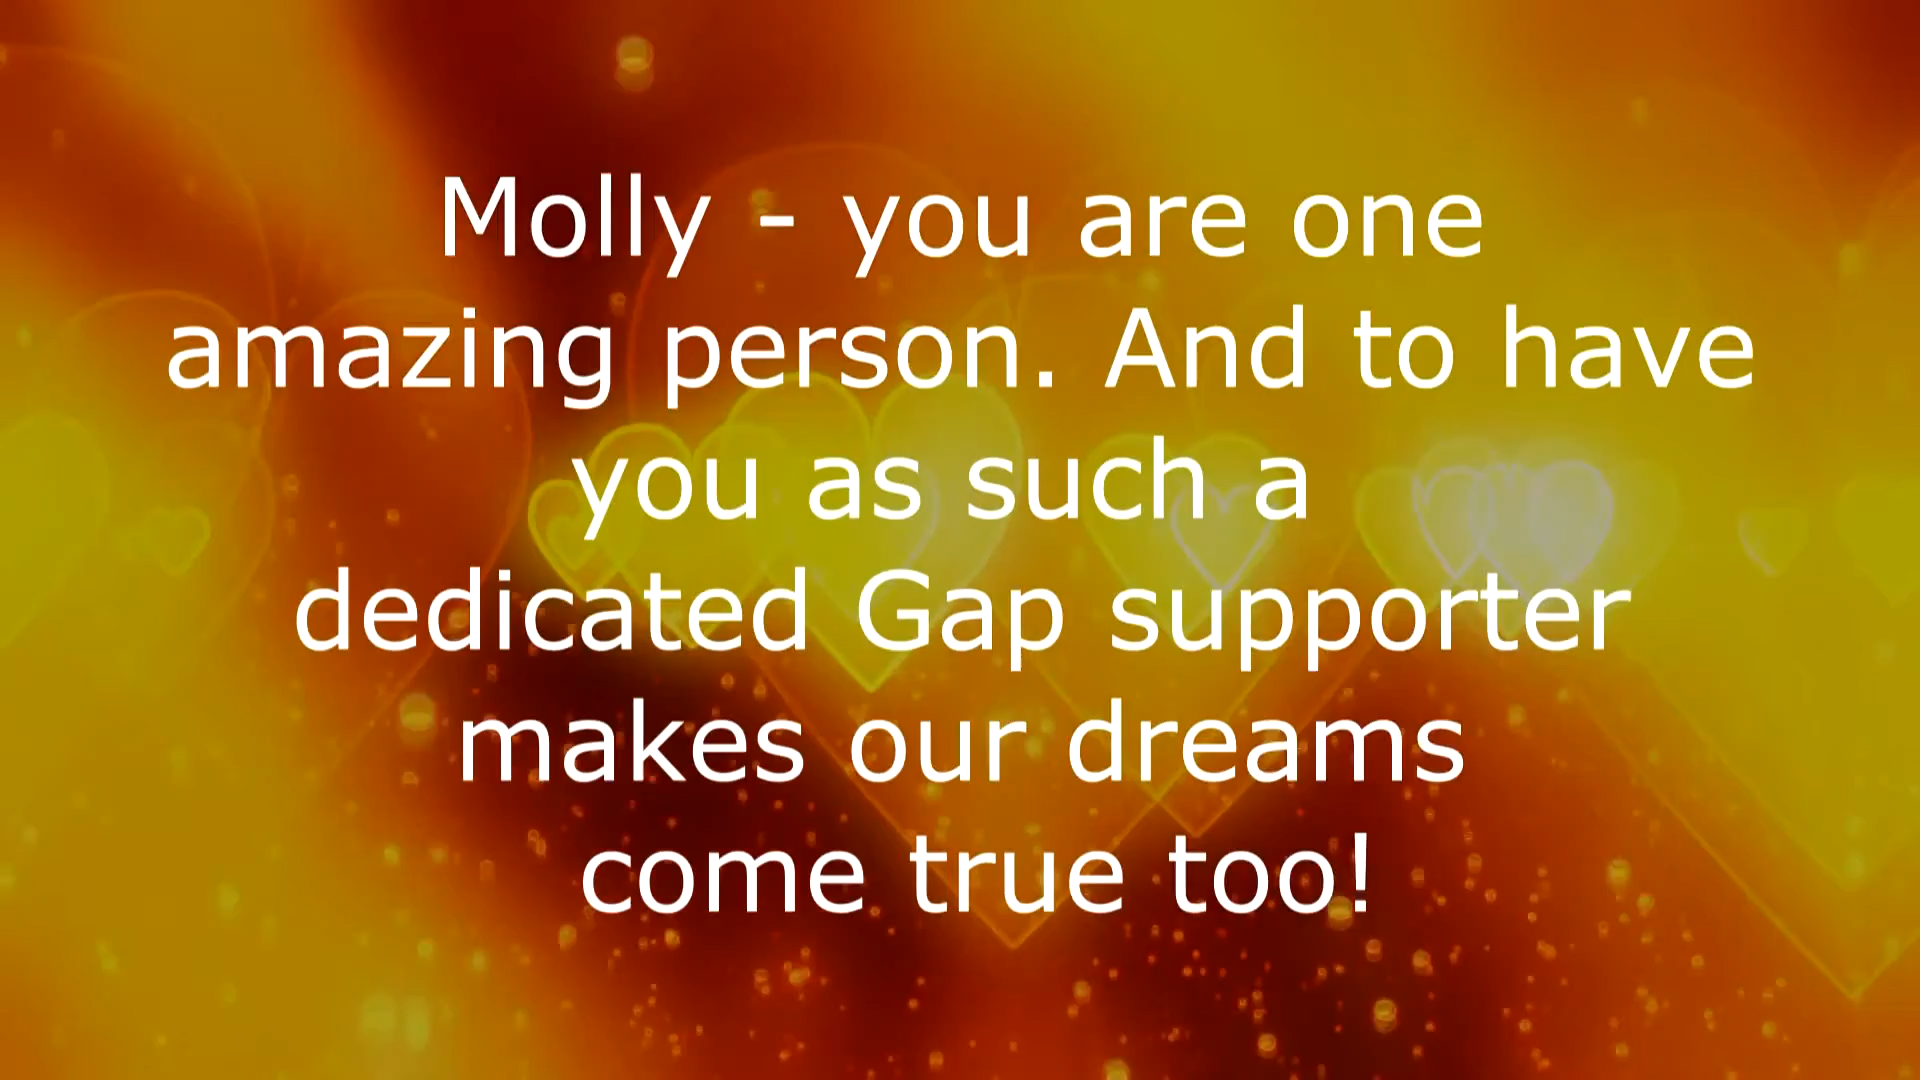 Molly - you are one
amazing person. And to have
you as such a
dedicated Gap supporter
makes our dreams
come true too!